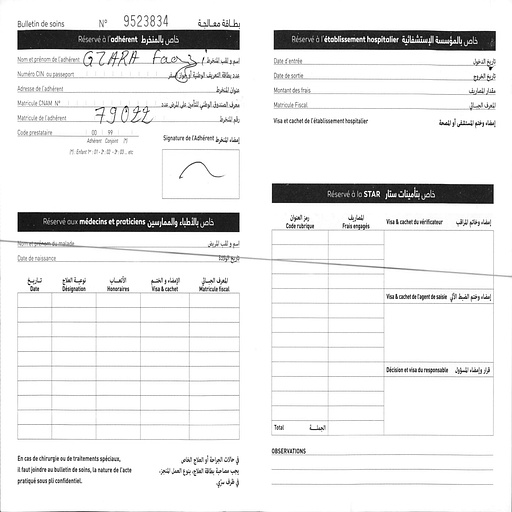 Bulletin de soins N° 9523834 بطاقة معالجة
Réservé à l'adhérent خاص بالمنخرط
Nom et prénom de l'adhérent GZARA Faez إسم و لقب المنخرط
Numéro CIN ou passeport عدد بطاقة التعريف الوطنية أو جواز السفر
Adresse de l'adhérent عنوان المنخرط
Matricule CNAM N° معرف الصندوق الوطني للتأمين على المرض عدد
Matricule de l'adhérent 79022 رقم المنخرط
Code prestataire 00 99
Adhérent Conjoint (*)
(*) Enfant 1er : 01 - 2 : 02 - 3 : 03 ... etc
Signature de l'Adhérent إمضاء المنخرط
Réservé aux médecins et praticiens خاص بالأطباء والممارسين
Nom et prénom du malade إسم و لقب المريض
Date de naissance تاريخ الولادة
تاريخ نوعية العلاج الأتعاب الإمضاء و الختم المعرف الجبائي
Date Désignation Honoraires Visa & cachet Matricule fiscal
En cas de chirurgie ou de traitements spéciaux,
il faut joindre au bulletin de soins, la nature de l'acte
pratiqué sous pli confidentiel.
في حالات الجراحة أو العلاج الخاص
يجب مصاحبة بطاقة العلاج، بنوع العمل المنجز،
في ظرف سري.
Réservé à l'établissement hospitalier خاص بالمؤسسة الإستشفائية
Date d'entrée تاريخ الدخول
Date de sortie تاريخ الخروج
Montant des frais مقدار المصاريف
Matricule Fiscal المعرف الجبائي
Visa et cachet de l'établissement hospitalier إمضاء وختم المستشفى أو المصحة
Réservé à la STAR خاص بتأمينات ستار
رمز العنوان المصاريف
Code rubrique Frais engagés
Visa & cachet du vérificateur إمضاء وخاتم المراقب
Visa & cachet de l'agent de saisie إمضاء وختم الضبط الآلي
Décision et visa du responsable قرار وإمضاء المسؤول
Total الجملة
OBSERVATIONS